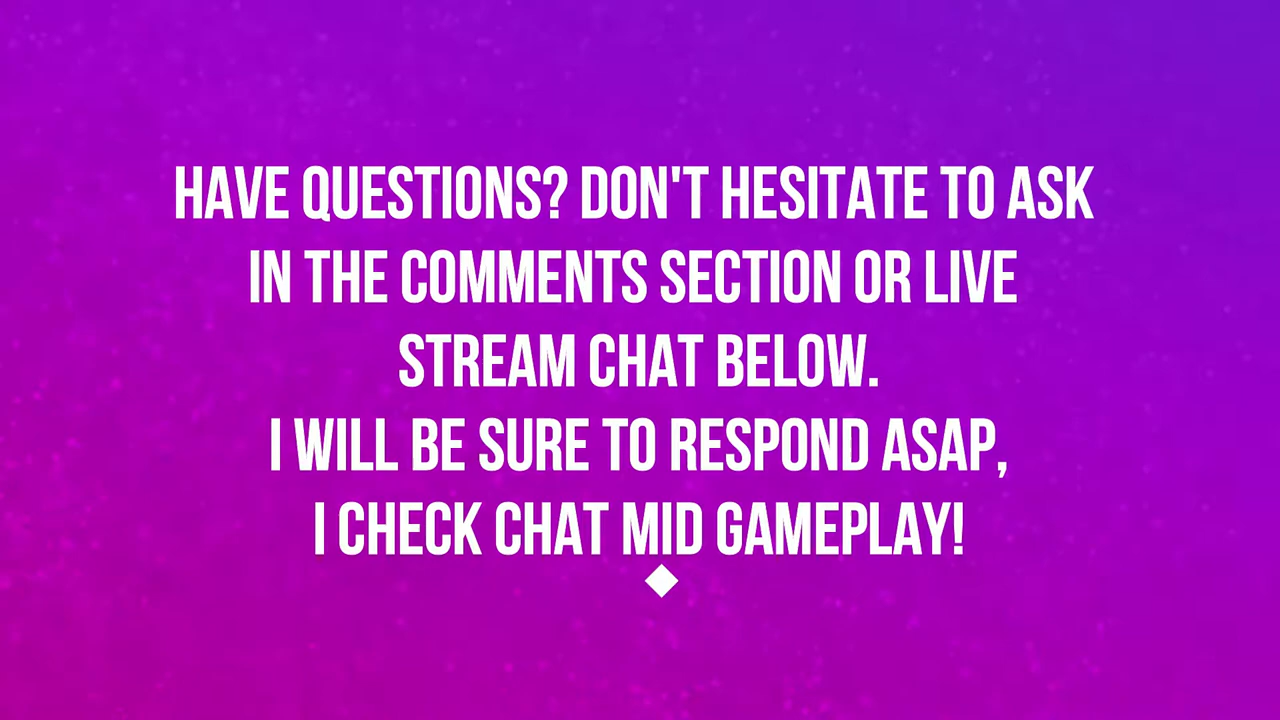 HAVE QUESTIONS? DON'T HESITATE TO ASK
IN THE COMMENTS SECTION OR LIVE
STREAM CHAT BELOW.
I WILL BE SURE TO RESPOND ASAP,
I CHECK CHAT MID GAMEPLAY!